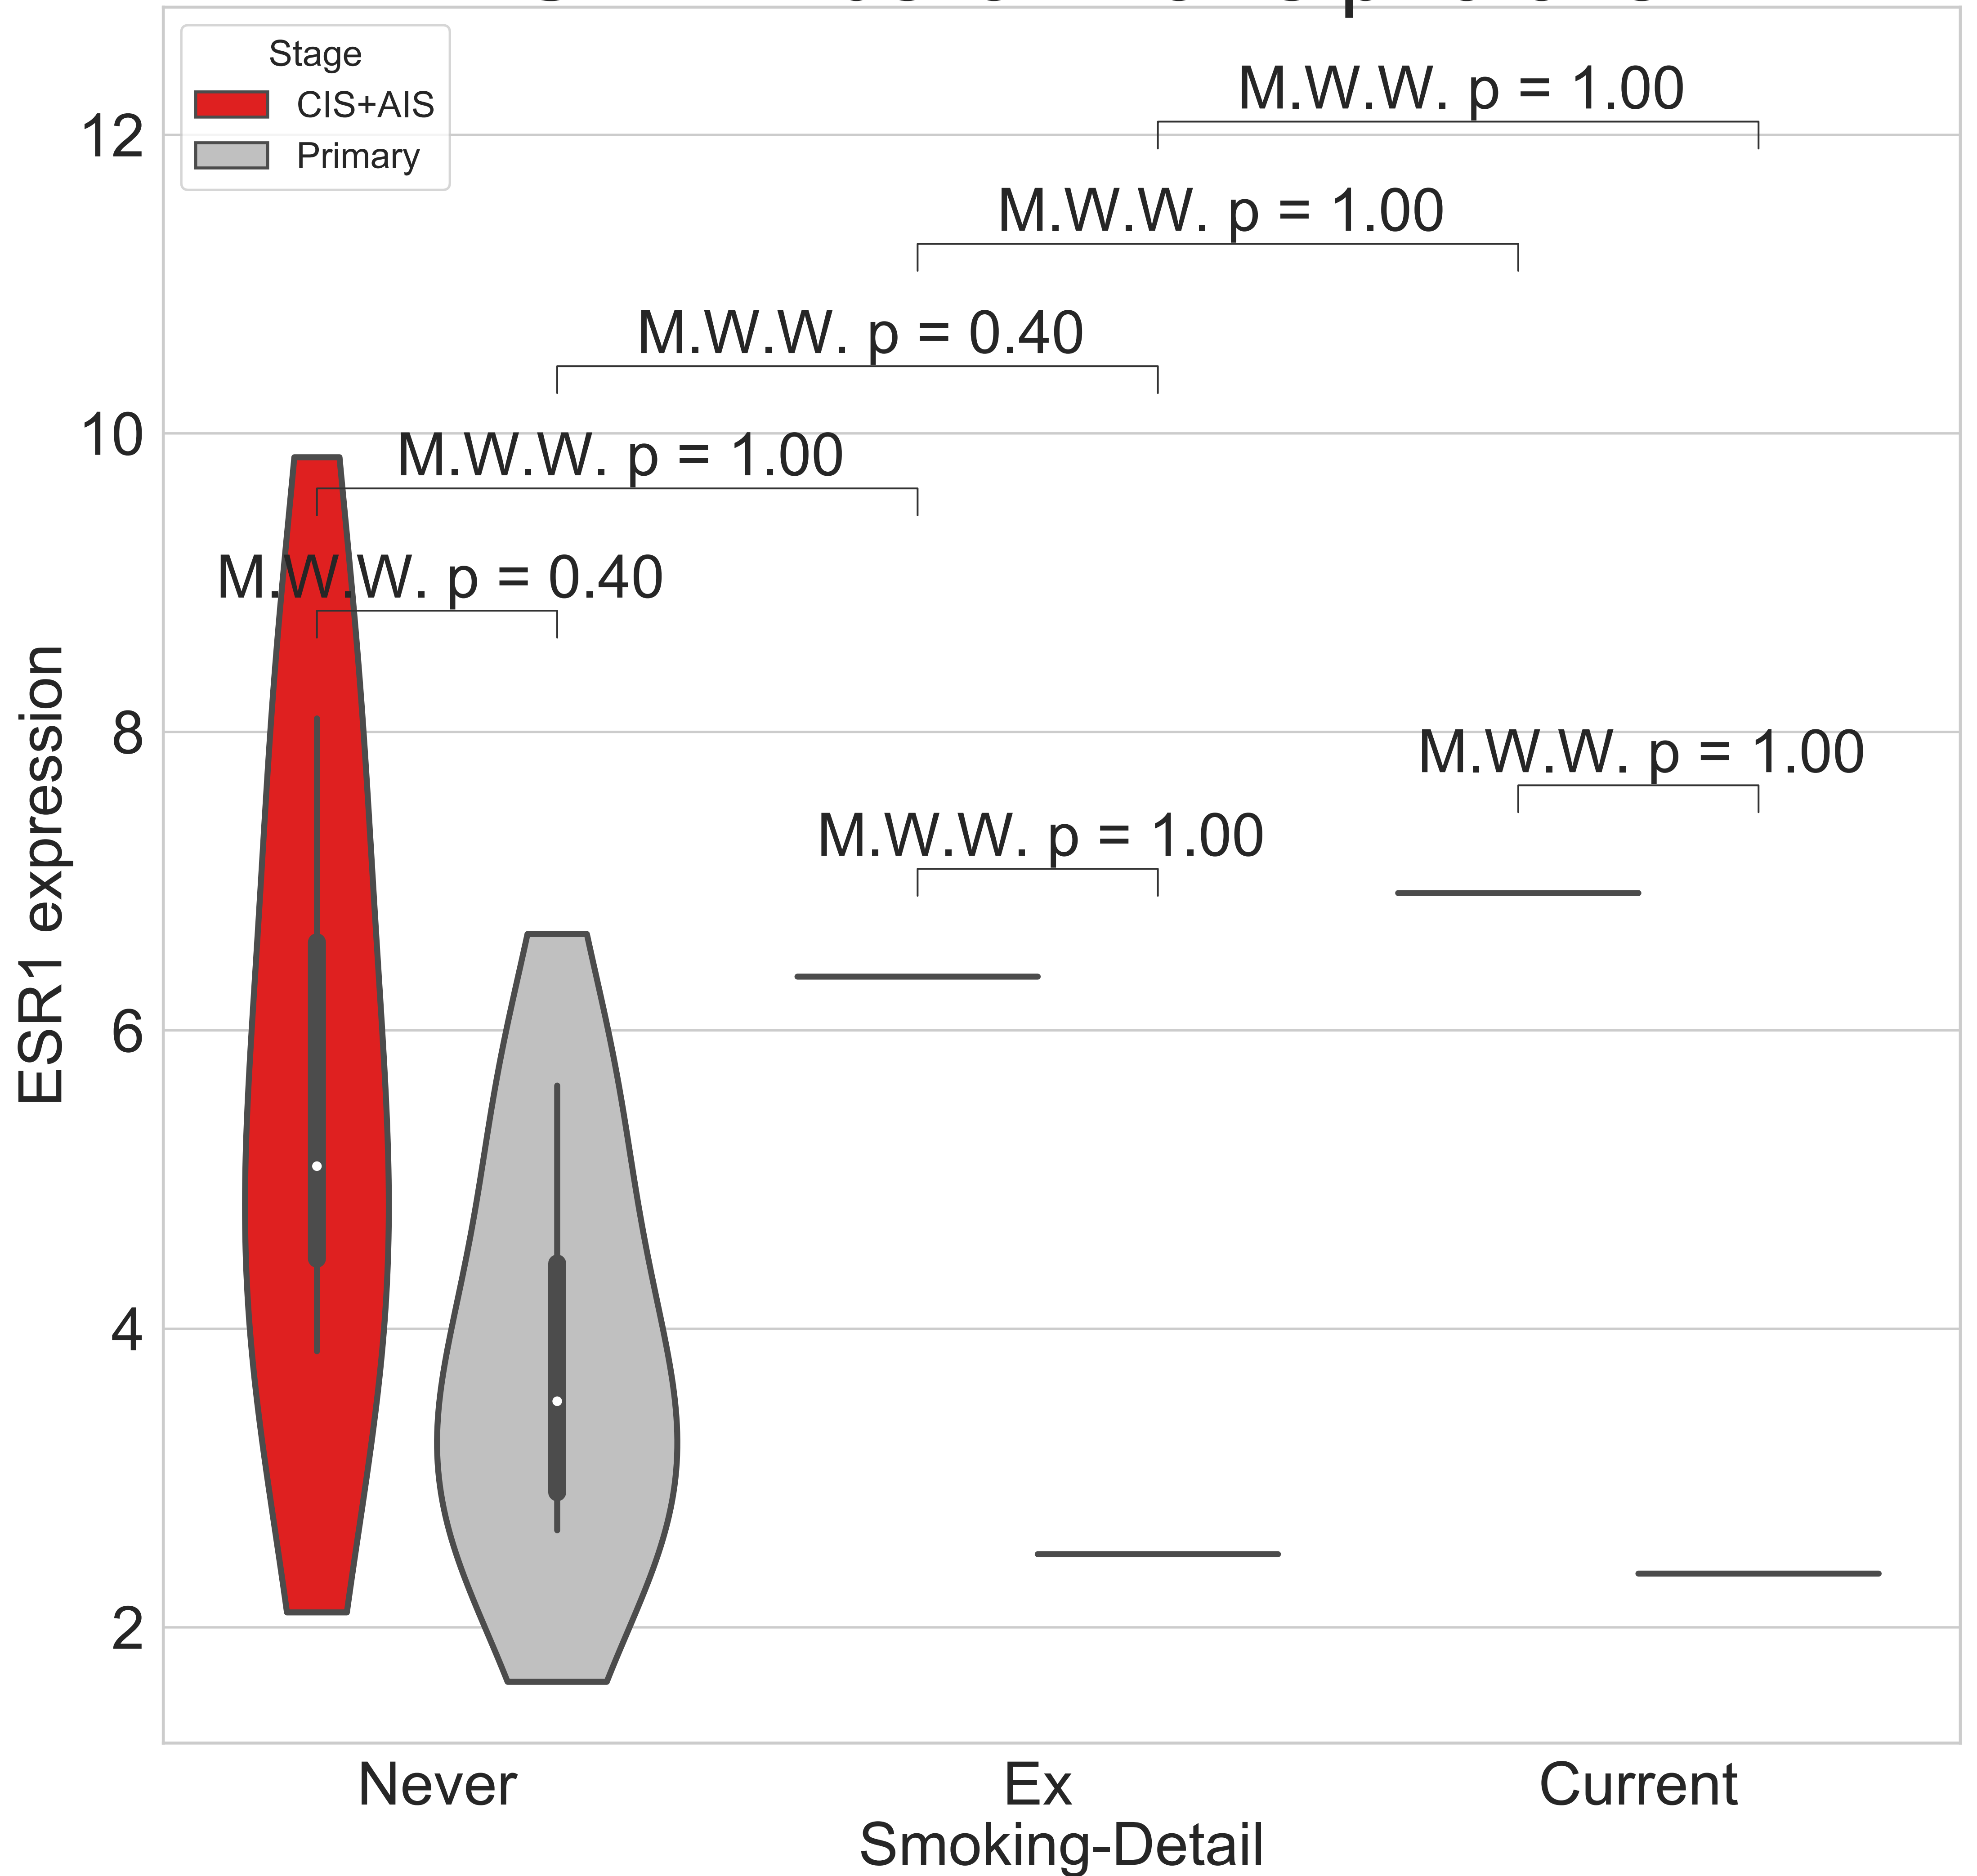 Stage
CIS+AIS
Primary
M.W.W. p = 1.00
M.W.W. p = 1.00
M.W.W. p = 0.40
M.W.W. p = 1.00
M.W.W. p = 0.40
M.W.W. p = 1.00
M.W.W. p = 1.00
12
10
8
6
4
2
ESR1 expression
Never
Ex
Current
Smoking-Detail